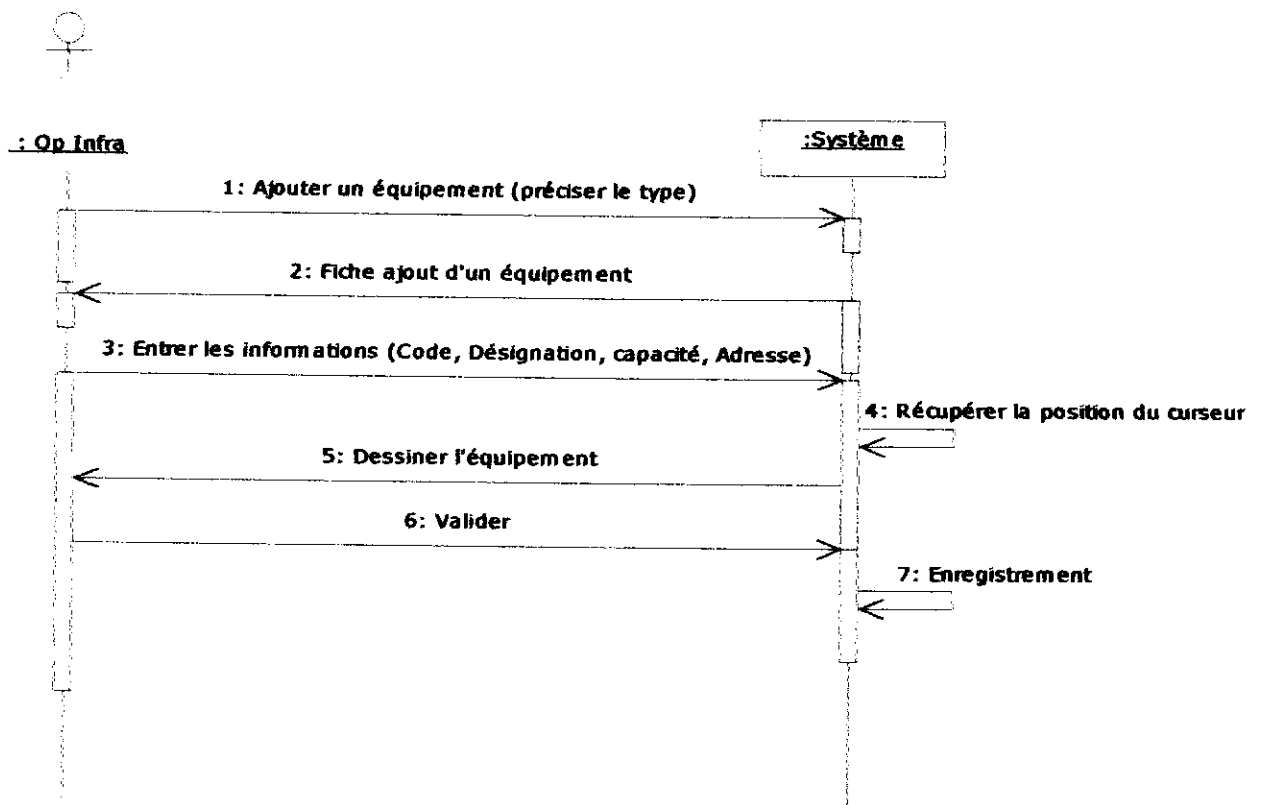 : Op Infra
:Système
1: Ajouter un équipement (préciser le type)
2: Fiche ajout d'un équipement
3: Entrer les informations (Code, Désignation, capacité, Adresse)
4: Récupérer la position du curseur
5: Dessiner l'équipement
6: Valider
7: Enregistrement